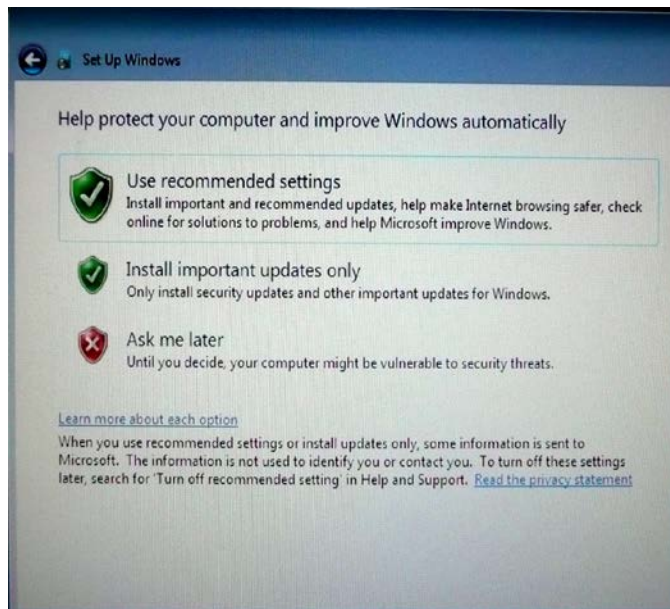 Set Up Windows
Help protect your computer and improve Windows automatically
Use recommended settings
Install important and recommended updates, help make Internet browsing safer, check
online for solutions to problems, and help Microsoft improve Windows.
Install important updates only
Only install security updates and other important updates for Windows.
Ask me later
Until you decide, your computer might be vulnerable to security threats.
Learn more about each option
When you use recommended settings or install updates only, some information is sent to
Microsoft. The information is not used to identify you or contact you. To turn off these settings
later, search for 'Turn off recommended setting' in Help and Support. Read the privacy statement